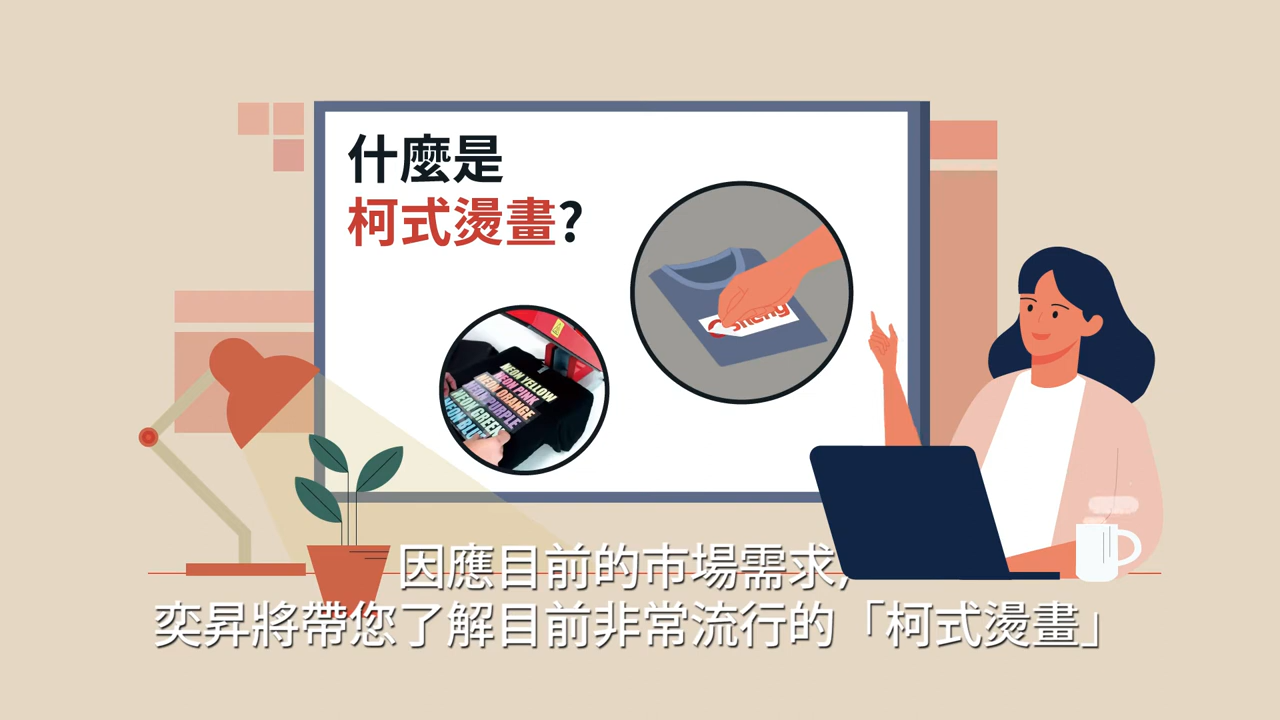 什麼是
柯式燙畫?
NEON YELLOW
NEON PINK
NEON ORANGE
NEON PURPLE
NEON GREEN
NEON BLU
因應目前的市場需求,
奕昇將帶您了解目前非常流行的「柯式燙畫」